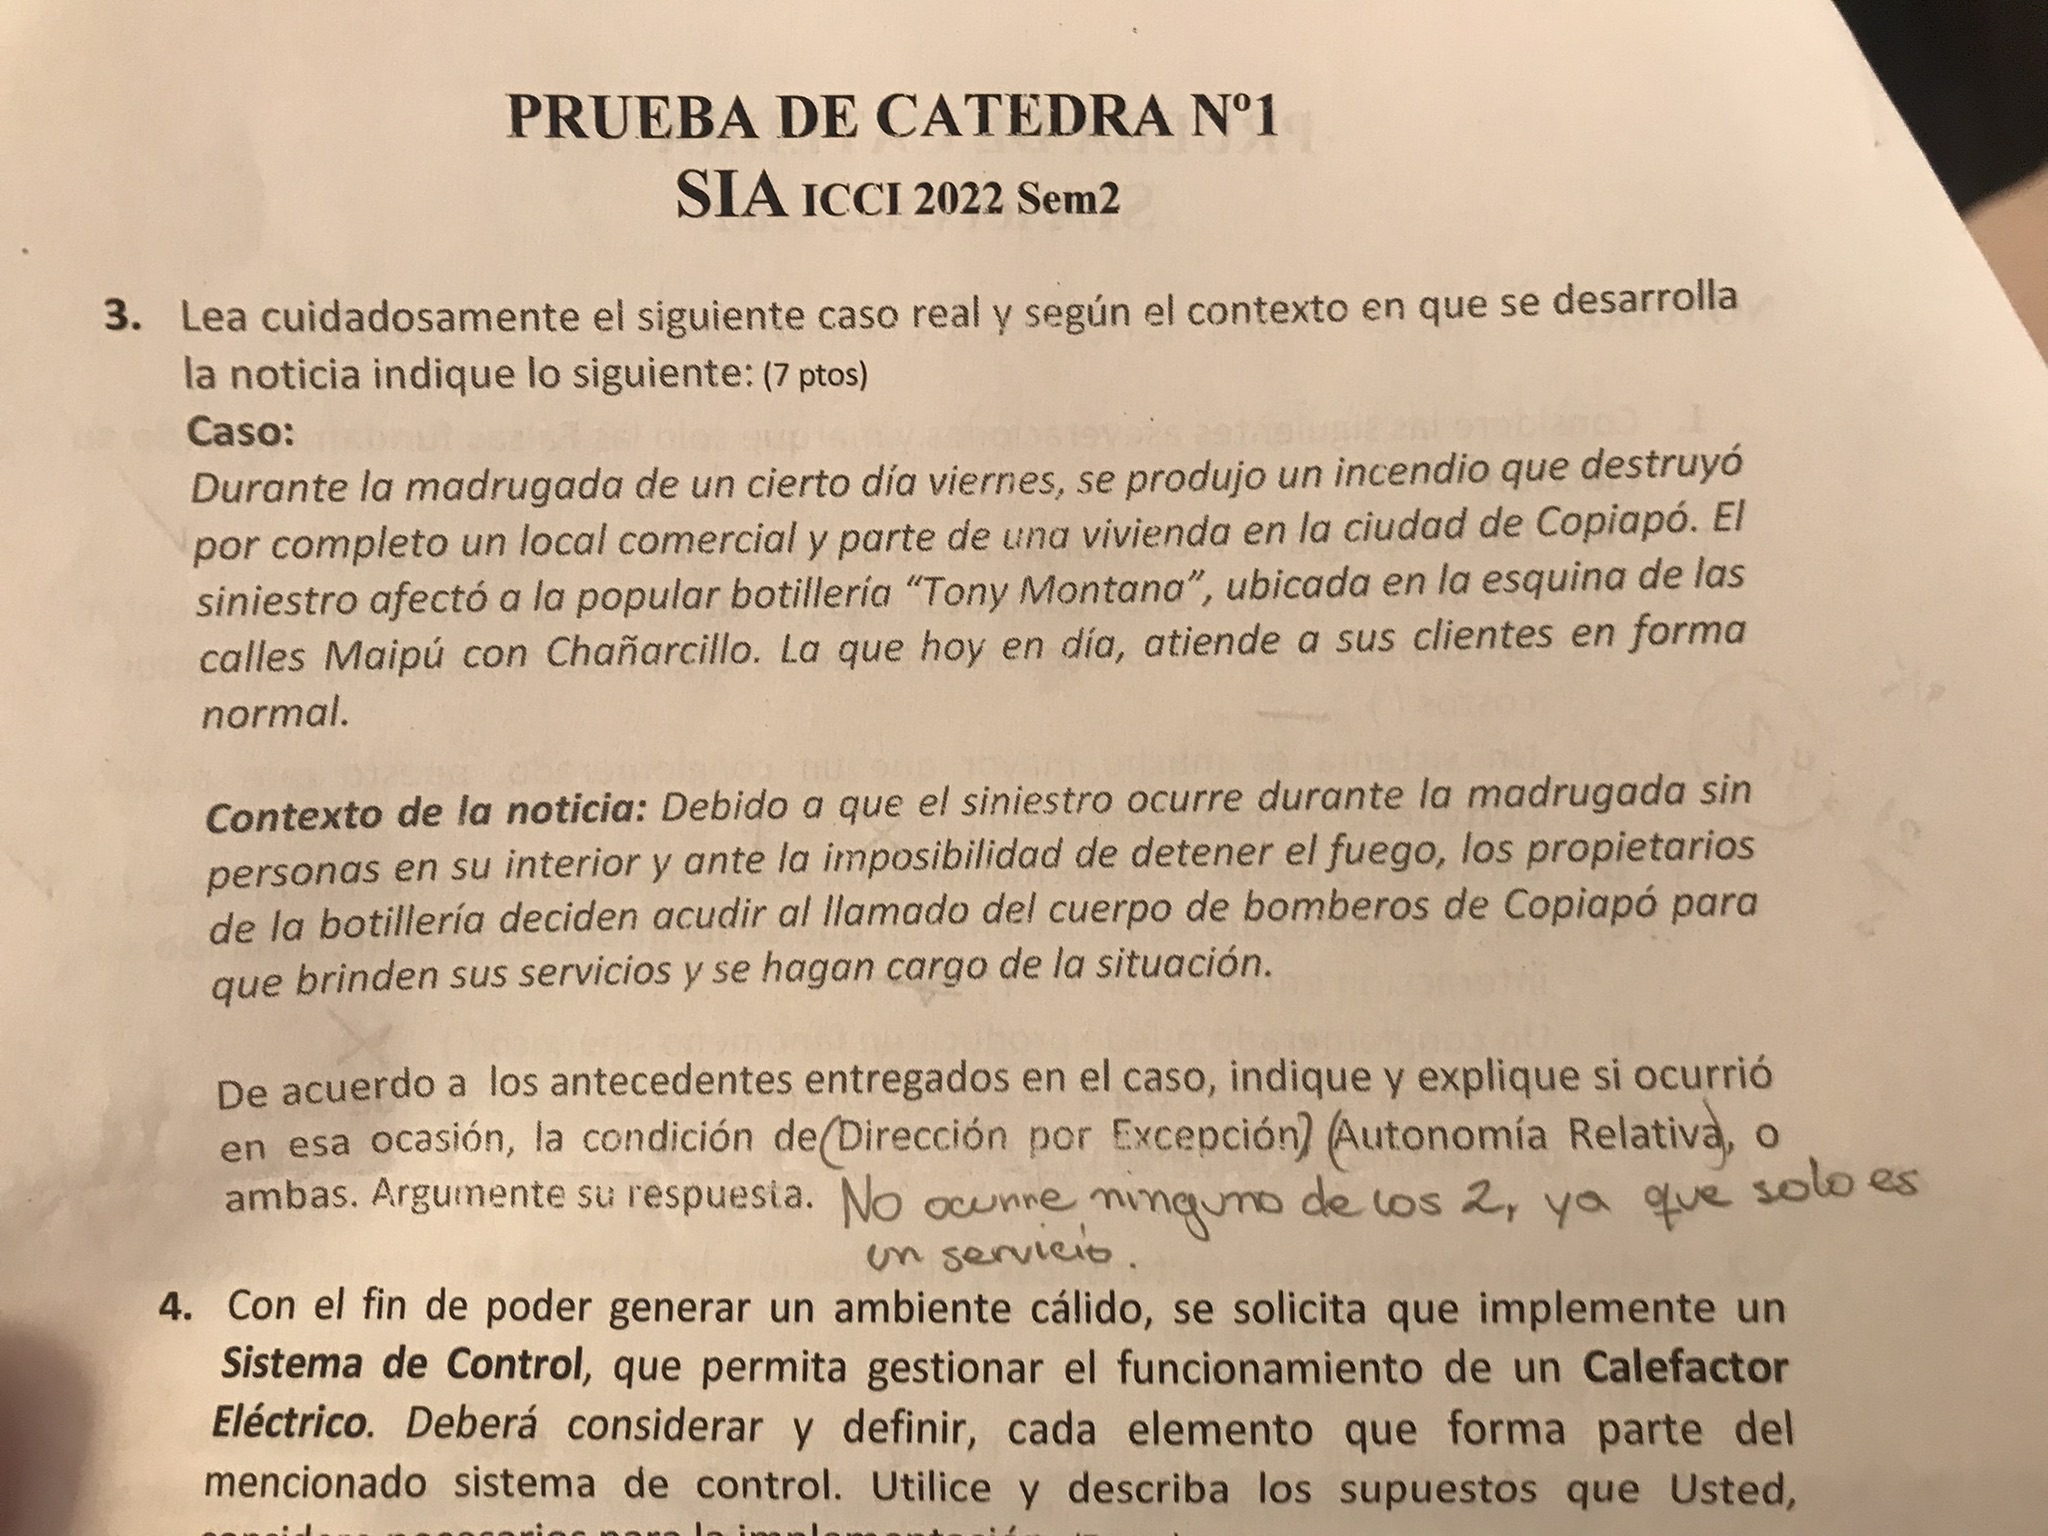 PRUEBA DE CATEDRA Nº1
SIA ICCI 2022 Sem2
3. Lea cuidadosamente el siguiente caso real y según el contexto en que se desarrolla
la noticia indique lo siguiente: (7 ptos)
Caso:
Durante la madrugada de un cierto día viernes, se produjo un incendio que destruyó
por completo un local comercial y parte de una vivienda en la ciudad de Copiapó. El
siniestro afectó a la popular botillería “Tony Montana”, ubicada en la esquina de las
calles Maipú con Chañarcillo. La que hoy en día, atiende a sus clientes en forma
normal.
Contexto de la noticia: Debido a que el siniestro ocurre durante la madrugada sin
personas en su interior y ante la imposibilidad de detener el fuego, los propietarios
de la botillería deciden acudir al llamado del cuerpo de bomberos de Copiapó para
que brinden sus servicios y se hagan cargo de la situación.
De acuerdo a los antecedentes entregados en el caso, indique y explique si ocurrió
en esa ocasión, la condición de (Dirección por Excepción) (Autonomía Relativa), o
ambas. Argumente su respuesta. No ocurre ninguno de los 2, ya que solo es
un servicio.
4. Con el fin de poder generar un ambiente cálido, se solicita que implemente un
Sistema de Control, que permita gestionar el funcionamiento de un Calefactor
Eléctrico. Deberá considerar y definir, cada elemento que forma parte del
mencionado sistema de control. Utilice y describa los supuestos que Usted,